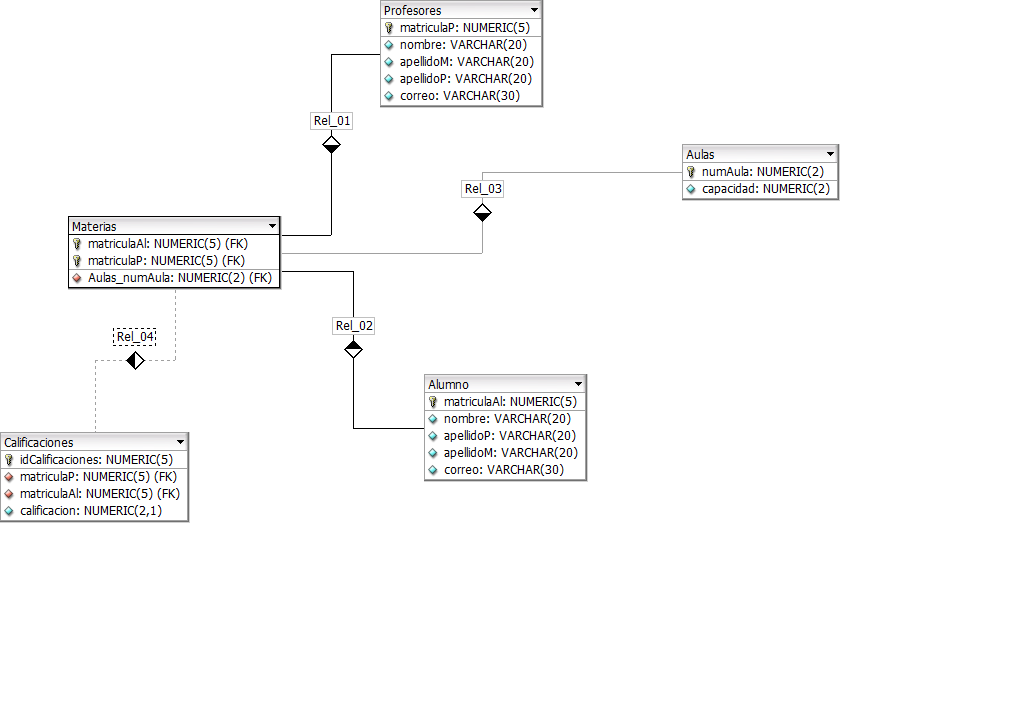 Profesores
matriculaP: NUMERIC(5)
nombre: VARCHAR(20)
apellidoM: VARCHAR(20)
apellidoP: VARCHAR(20)
correo: VARCHAR(30)
Rel_01
Aulas
numAula: NUMERIC(2)
capacidad: NUMERIC(2)
Rel_03
Materias
matriculaAl: NUMERIC(5) (FK)
matriculaP: NUMERIC(5) (FK)
Aulas_numAula: NUMERIC(2) (FK)
Rel_04
Rel_02
Alumno
matriculaAl: NUMERIC(5)
nombre: VARCHAR(20)
apellidoP: VARCHAR(20)
apellidoM: VARCHAR(20)
correo: VARCHAR(30)
Calificaciones
idCalificaciones: NUMERIC(5)
matriculaP: NUMERIC(5) (FK)
matriculaAl: NUMERIC(5) (FK)
calificacion: NUMERIC(2,1)